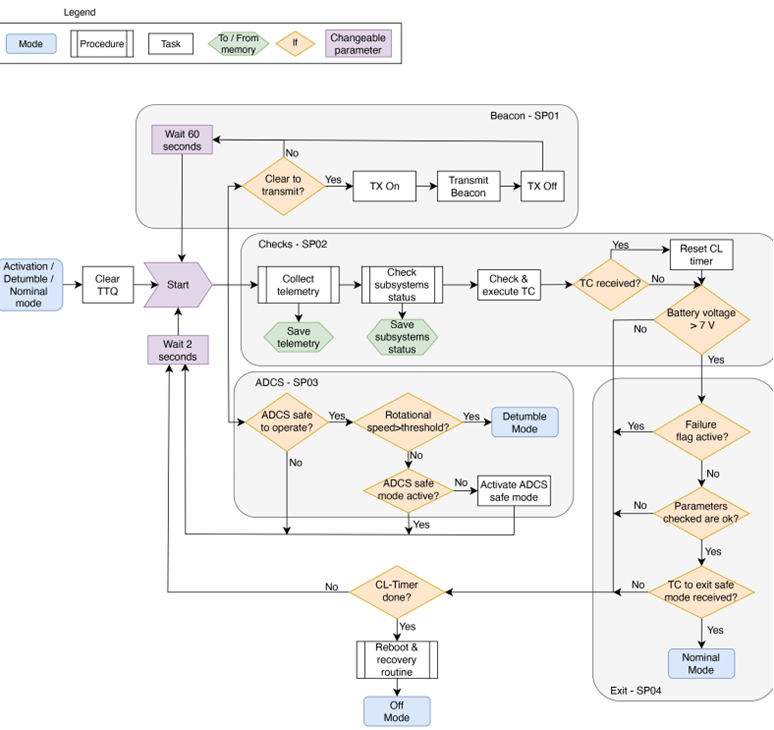 Legend
Mode
Procedure
Task
To / From
memory
If
Changeable
parameter
Beacon - SP01
Wait 60
seconds
No
Clear to
transmit?
Yes
TX On
Transmit
Beacon
TX Off
Checks - SP02
Activation /
Detumble /
Nominal
mode
Clear
TTQ
Start
Collect
telemetry
Check
subsystems
status
Check &
execute TC
TC received?
Yes
Reset CL
timer
No
Save
telemetry
Save
subsystems
status
Battery voltage
> 7 V
No
Yes
Wait 2
seconds
ADCS - SP03
ADCS safe
to operate?
Yes
Rotational
speed>threshold?
Yes
Detumble
Mode
No
No
ADCS safe
mode active?
No
Activate ADCS
safe mode
Yes
Failure
flag active?
Yes
No
Parameters
checked are ok?
No
Yes
TC to exit safe
mode received?
No
Yes
Nominal
Mode
Exit - SP04
CL-Timer
done?
No
Yes
Reboot &
recovery
routine
Off
Mode